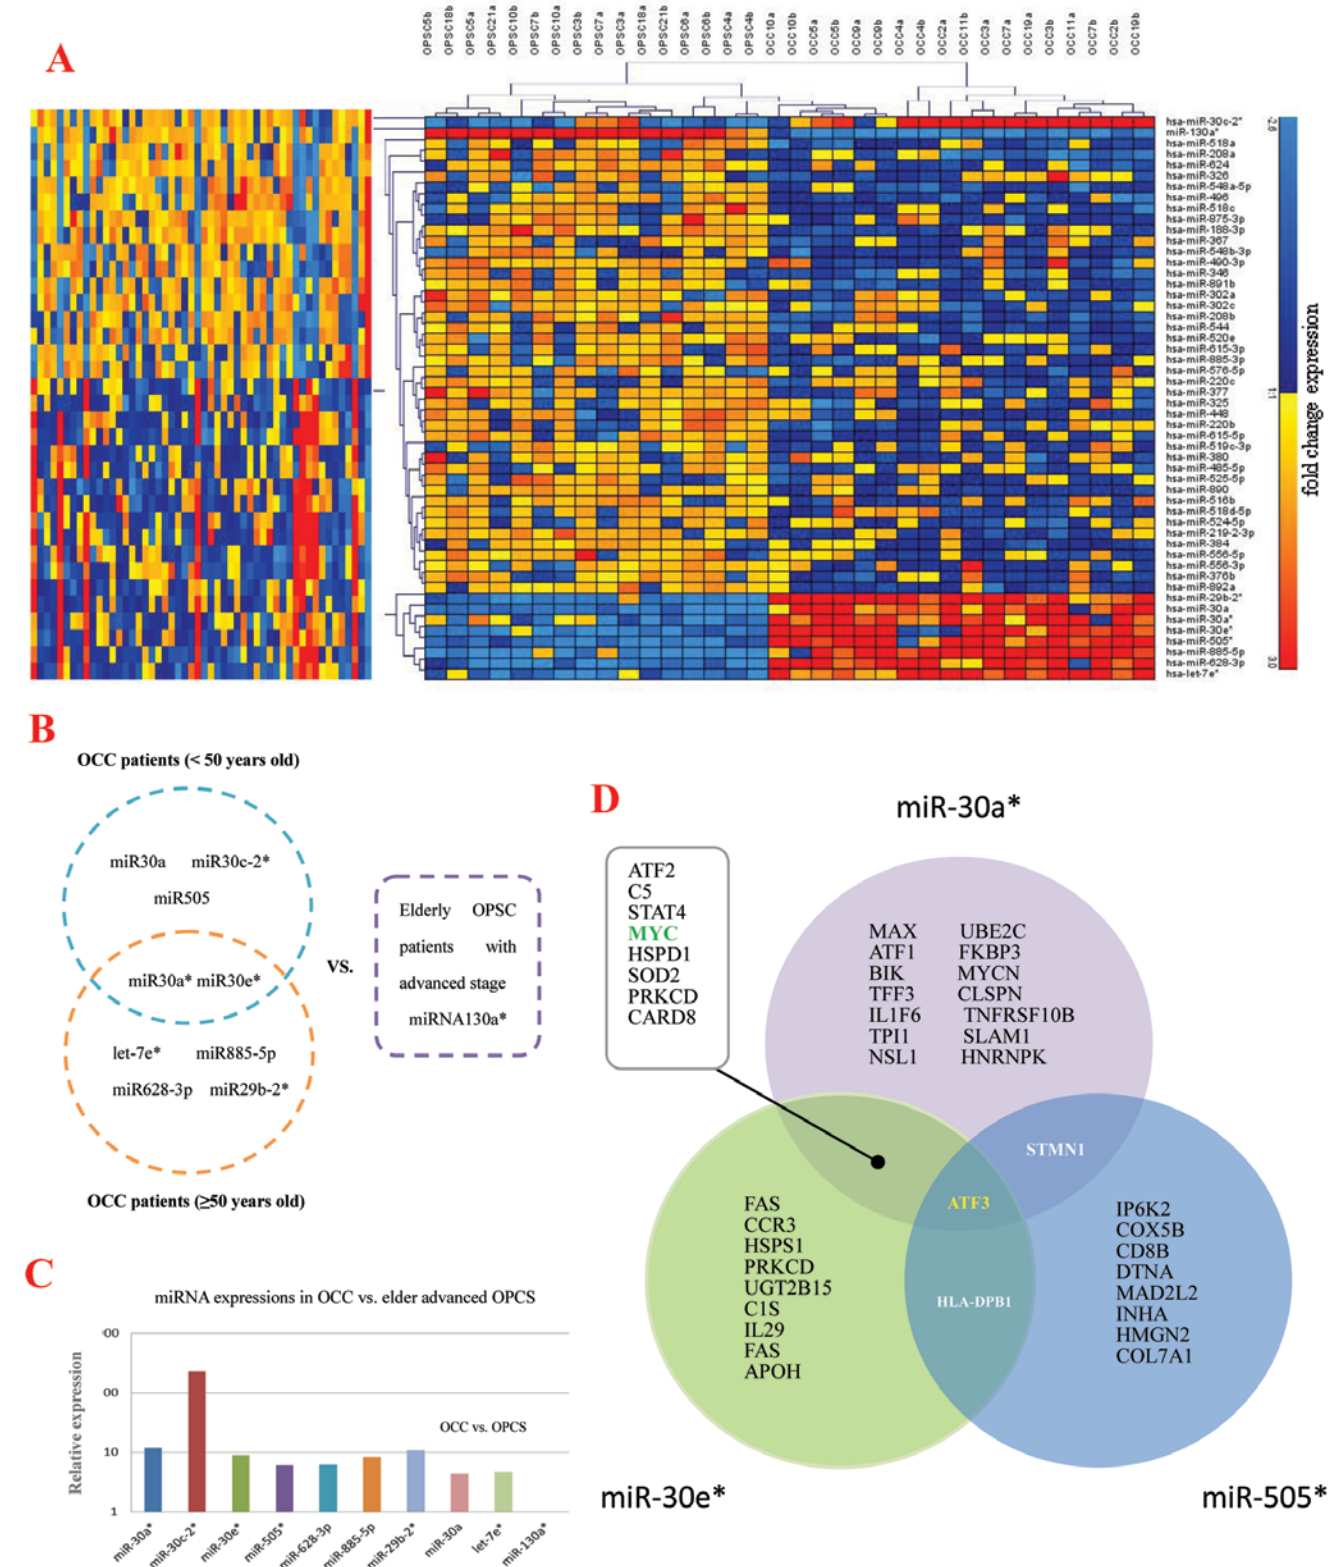 A
OPSC5b
OPSC18b
OPSC5a
OPSC21a
OPSC10b
OPSC7b
OPSC10a
OPSC3b
OPSC7a
OPSC3a
OPSC18a
OPSC21b
OPSC6a
OPSC6b
OPSC4a
OPSC4b
OCC10a
OCC10b
OCC5a
OCC5b
OCC9a
OCC9b
OCC4a
OCC4b
OCC2a
OCC11b
OCC3a
OCC7a
OCC19a
OCC3b
OCC11a
OCC7b
OCC2b
OCC19b
hsa-miR-30c-2*
miR-130a*
hsa-miR-518a
hsa-miR-208a
hsa-miR-624
hsa-miR-326
hsa-miR-548a-5p
hsa-miR-496
hsa-miR-518c
hsa-miR-875-3p
hsa-miR-188-3p
hsa-miR-367
hsa-miR-548b-3p
hsa-miR-490-3p
hsa-miR-346
hsa-miR-891b
hsa-miR-302a
hsa-miR-302c
hsa-miR-208b
hsa-miR-544
hsa-miR-520e
hsa-miR-615-3p
hsa-miR-885-3p
hsa-miR-576-5p
hsa-miR-220c
hsa-miR-377
hsa-miR-325
hsa-miR-448
hsa-miR-220b
hsa-miR-615-5p
hsa-miR-519c-3p
hsa-miR-380
hsa-miR-485-5p
hsa-miR-525-5p
hsa-miR-890
hsa-miR-516b
hsa-miR-518d-5p
hsa-miR-524-5p
hsa-miR-219-2-3p
hsa-miR-384
hsa-miR-556-5p
hsa-miR-556-3p
hsa-miR-376b
hsa-miR-892a
hsa-miR-29b-2*
hsa-miR-30a
hsa-miR-30a*
hsa-miR-30e*
hsa-miR-505*
hsa-miR-885-5p
hsa-miR-628-3p
hsa-let-7e*
-2.6
1:1
3.0
fold change expression
B
OCC patients (< 50 years old)
miR30a miR30c-2*
miR505
miR30a* miR30e*
let-7e* miR885-5p
miR628-3p miR29b-2*
OCC patients (≥50 years old)
vs.
Elderly OPSC
patients with
advanced stage
miRNA130a*
C
miRNA expressions in OCC vs. elder advanced OPCS
Relative expression
00
00
10
1
OCC vs. OPCS
miR-30a*
miR-30c-2*
miR-30e*
miR-505*
miR-628-3p
miR-885-5p
miR-29b-2*
miR-30a
let-7e*
miR-130a*
D
miR-30a*
ATF2
C5
STAT4
MYC
HSPD1
SOD2
PRKCD
CARD8
MAX UBE2C
ATF1 FKBP3
BIK MYCN
TFF3 CLSPN
IL1F6 TNFRSF10B
TPI1 SLAM1
NSL1 HNRNPK
STMN1
ATF3
HLA-DPB1
FAS
CCR3
HSPS1
PRKCD
UGT2B15
C1S
IL29
FAS
APOH
IP6K2
COX5B
CD8B
DTNA
MAD2L2
INHA
HMGN2
COL7A1
miR-30e*
miR-505*